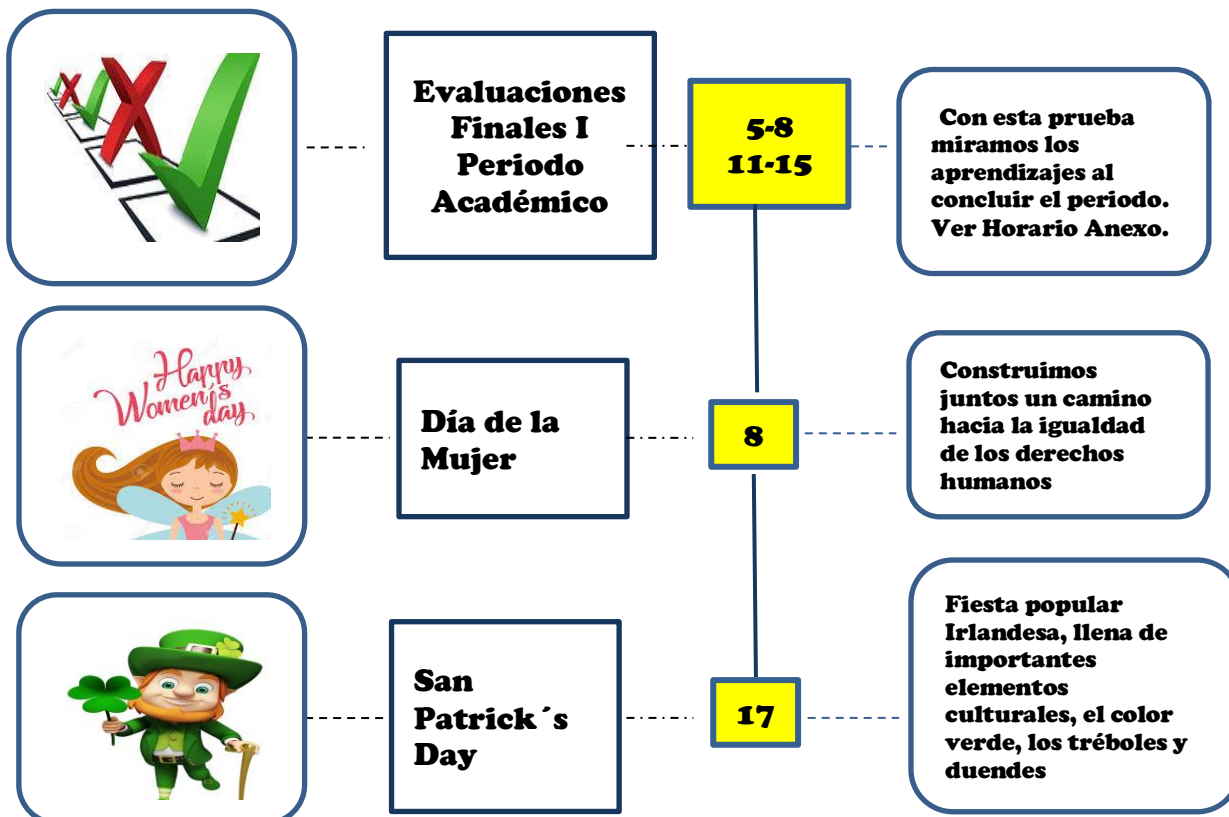 Evaluaciones
Finales I
Periodo
Académico
5-8
11-15
Con esta prueba
miramos los
aprendizajes al
concluir el periodo.
Ver Horario Anexo.
Happy
Women's
day
Día de la
Mujer
8
Construimos
juntos un camino
hacia la igualdad
de los derechos
humanos
San
Patrick´s
Day
17
Fiesta popular
Irlandesa, llena de
importantes
elementos
culturales, el color
verde, los tréboles y
duendes